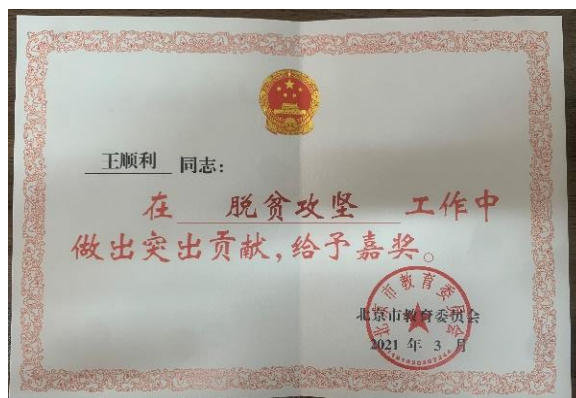 王顺利 同志：
在 脱贫攻坚 工作中
做出突出贡献，给予嘉奖。
北京市教育委员会
北京市教育委员会
2021 年 3 月